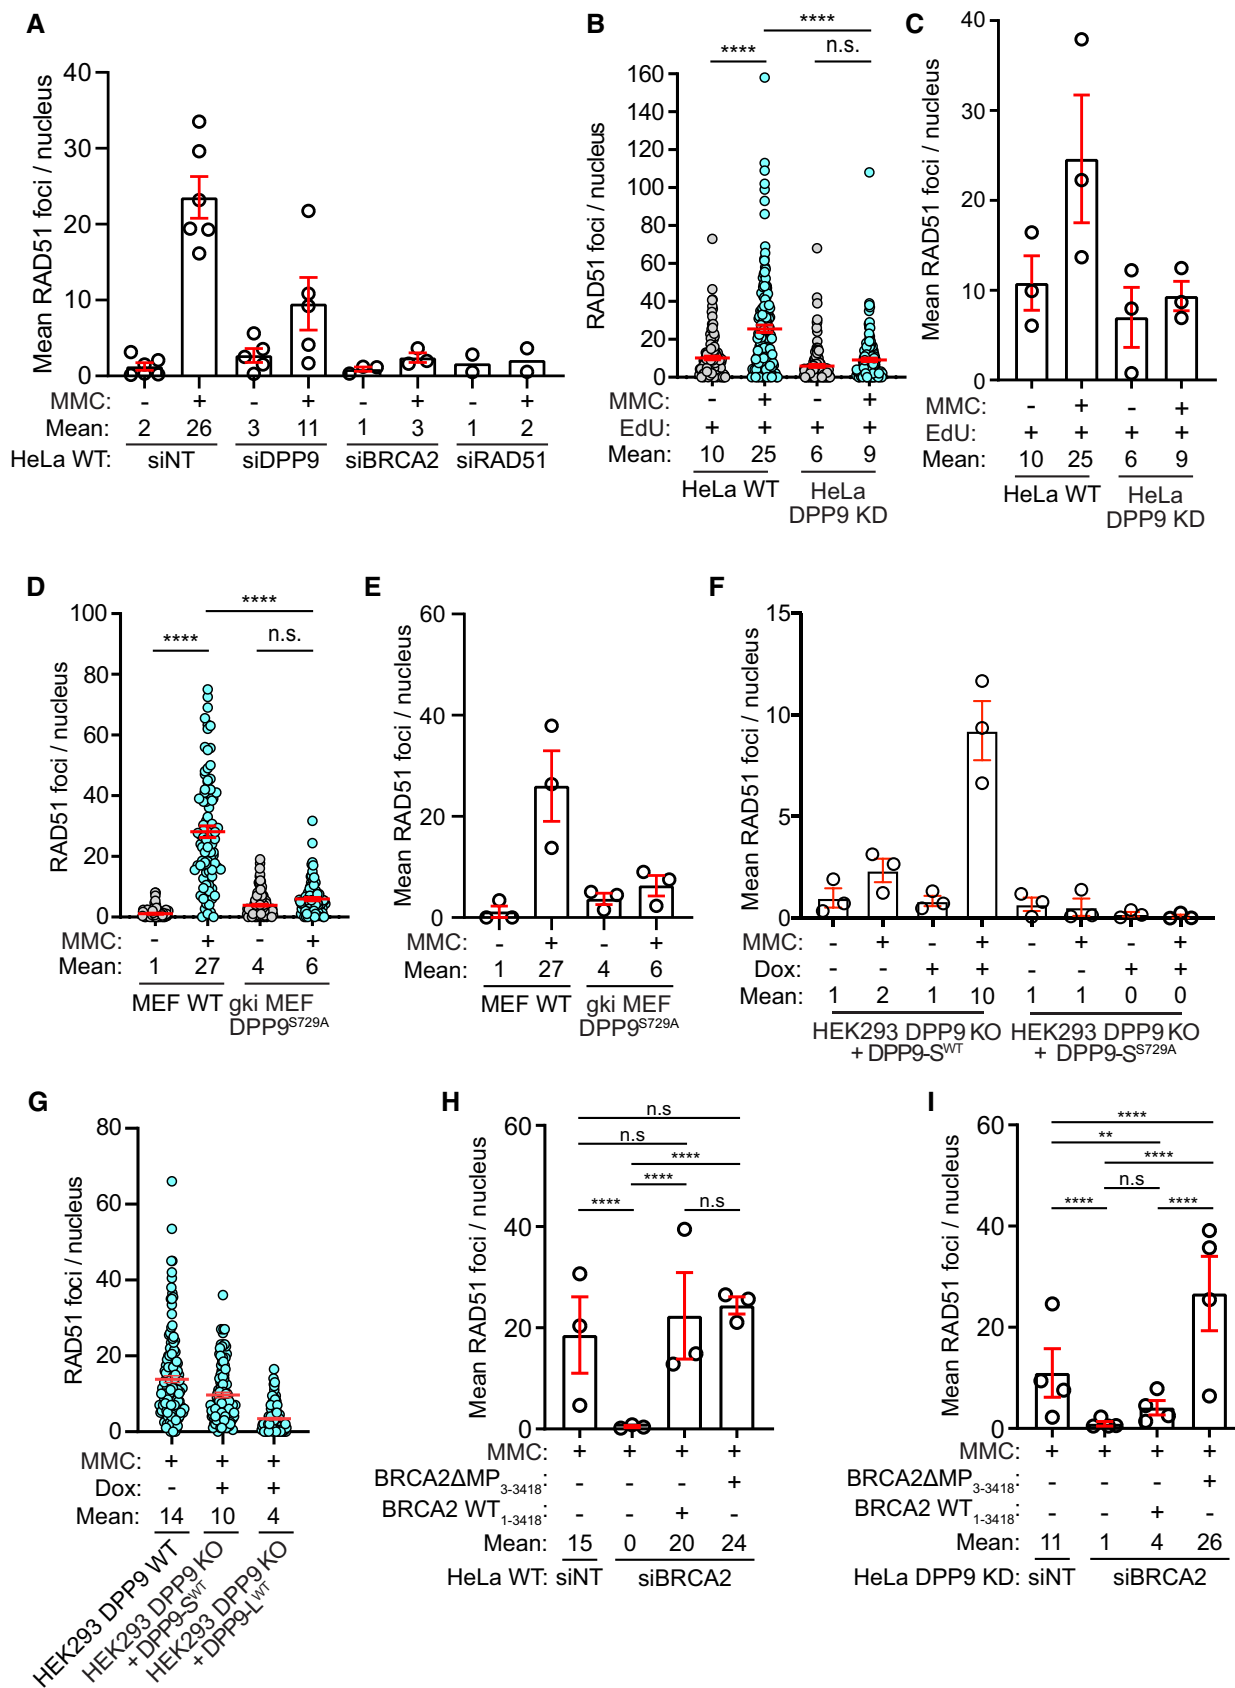 A
Mean RAD51 foci / nucleus
40
30
20
10
0
MMC: - + - + - + - +
Mean: 2 26 3 11 1 3 1 2
HeLa WT: siNT siDPP9 siBRCA2 siRAD51
B
**** 
**** n.s.
RAD51 foci / nucleus
160
140
120
100
80
60
40
20
0
MMC: - + - +
EdU: + + + +
Mean: 10 25 6 9
HeLa WT HeLa
DPP9 KD
C
Mean RAD51 foci / nucleus
40
30
20
10
0
MMC: - + - +
EdU: + + + +
Mean: 10 25 6 9
HeLa WT HeLa
DPP9 KD
D
****
**** n.s.
RAD51 foci / nucleus
100
80
60
40
20
0
MMC: - + - +
Mean: 1 27 4 6
MEF WT gki MEF
DPP9S729A
E
Mean RAD51 foci / nucleus
60
40
20
0
MMC: - + - +
Mean: 1 27 4 6
MEF WT gki MEF
DPP9S729A
F
Mean RAD51 foci / nucleus
15
10
5
0
MMC: - + - + - + - +
Dox: - - + + - - + +
Mean: 1 2 1 10 1 1 0 0
HEK293 DPP9 KO HEK293 DPP9 KO
+ DPP9-SWT + DPP9-SS729A
G
RAD51 foci / nucleus
80
60
40
20
0
MMC: + + +
Dox: - + +
Mean: 14 10 4
HEK293 DPP9 WT
HEK293 DPP9 KO
+ DPP9-SWT
HEK293 DPP9 KO
+ DPP9-LWT
H
n.s
n.s
****
****
**** n.s
Mean RAD51 foci / nucleus
60
40
20
0
MMC: + + + +
BRCA2ΔMP3-3418: - - - +
BRCA2 WT1-3418: - - + -
Mean: 15 0 20 24
HeLa WT: siNT siBRCA2
I
****
**
****
n.s
**** ****
Mean RAD51 foci / nucleus
60
40
20
0
MMC: + + + +
BRCA2ΔMP3-3418: - - - +
BRCA2 WT1-3418: - - + -
Mean: 11 1 4 26
HeLa DPP9 KD: siNT siBRCA2